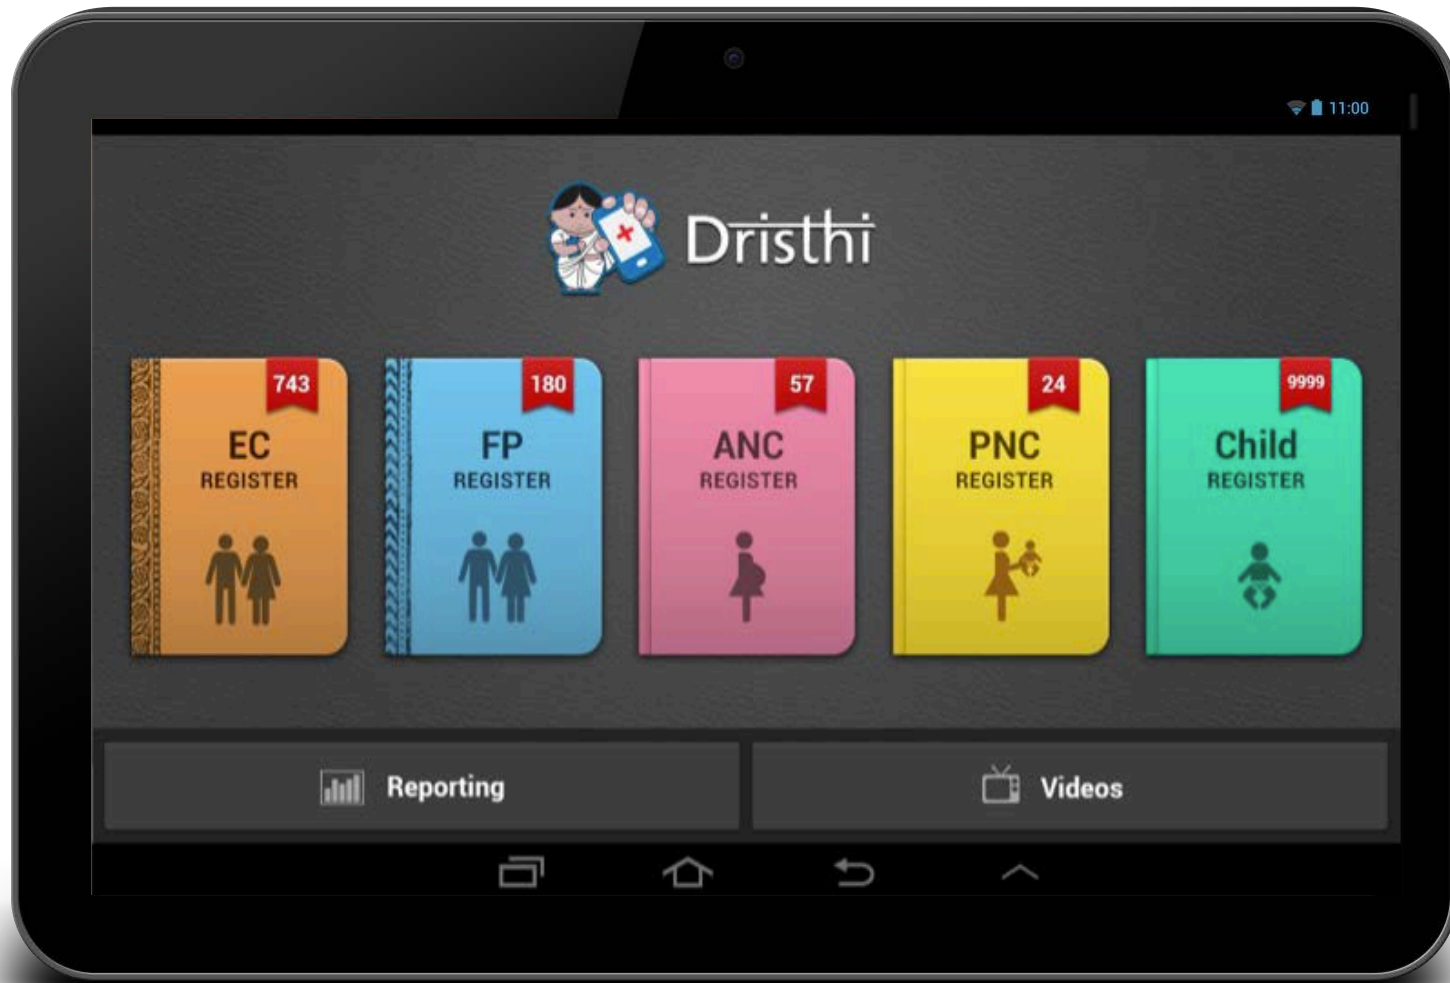 11:00
Dristhi
743
EC
REGISTER
180
FP
REGISTER
57
ANC
REGISTER
24
PNC
REGISTER
9999
Child
REGISTER
Reporting
Videos